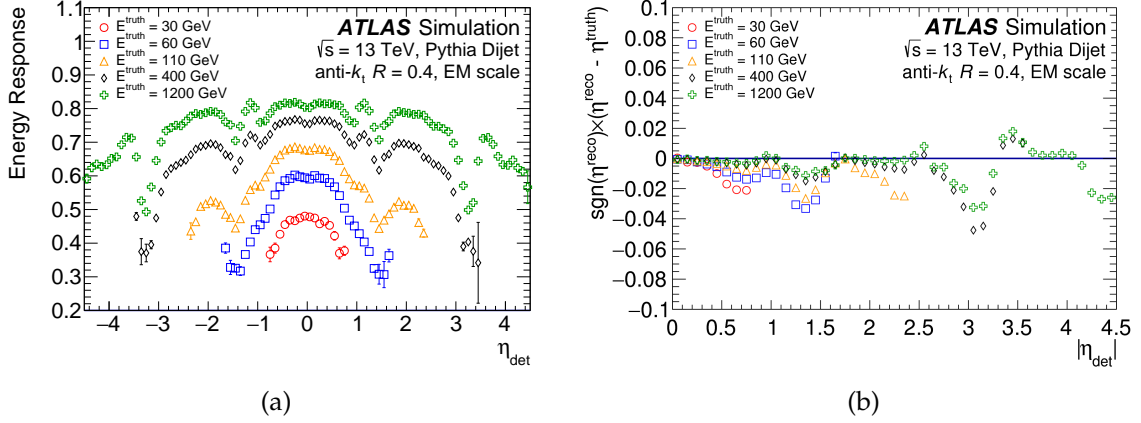 ATLAS Simulation
√s = 13 TeV, Pythia Dijet
anti-kt R = 0.4, EM scale
E^truth = 30 GeV
E^truth = 60 GeV
E^truth = 110 GeV
E^truth = 400 GeV
E^truth = 1200 GeV
Energy Response
1.1
1
0.9
0.8
0.7
0.6
0.5
0.4
0.3
0.2
−4 −3 −2 −1 0 1 2 3 4
η_det
(a)
ATLAS Simulation
√s = 13 TeV, Pythia Dijet
anti-kt R = 0.4, EM scale
E^truth = 30 GeV
E^truth = 60 GeV
E^truth = 110 GeV
E^truth = 400 GeV
E^truth = 1200 GeV
sgn(η^reco)×(η^reco - η^truth)
0.1
0.08
0.06
0.04
0.02
0
−0.02
−0.04
−0.06
−0.08
−0.1
0 0.5 1 1.5 2 2.5 3 3.5 4 4.5
|η_det|
(b)